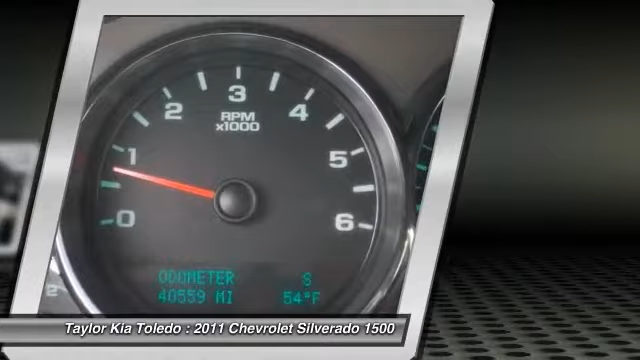 3
2
4
RPM
x1000
1
5
0
6
ODOMETER S
40559 MI 54°F
2
Taylor Kia Toledo : 2011 Chevrolet Silverado 1500